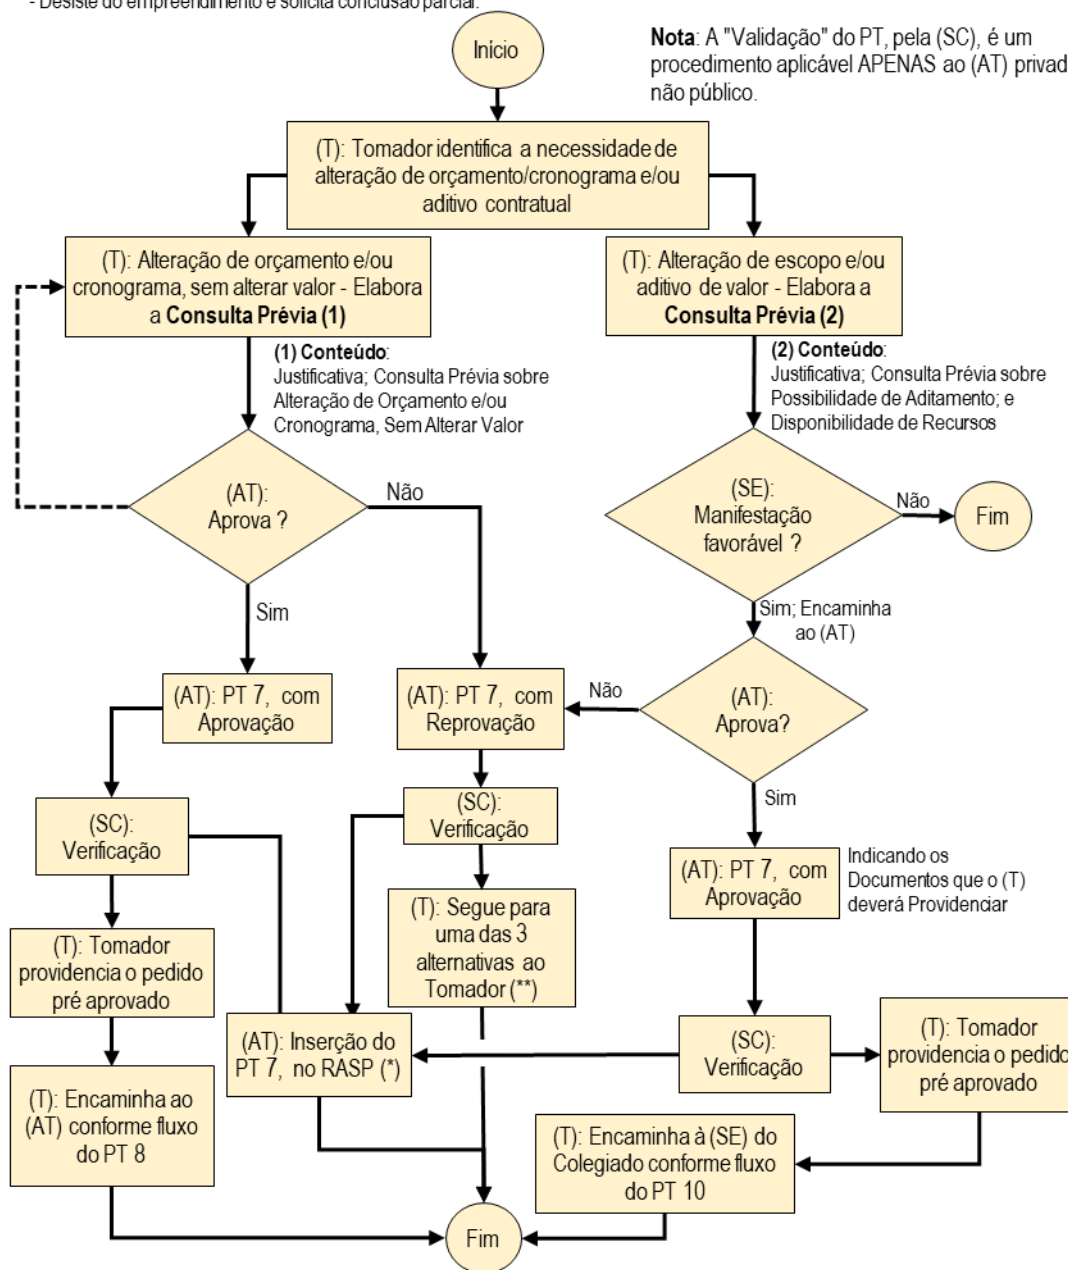 - Desiste do empreendimento e solicita conclusão parcial.
Início
Nota: A "Validação" do PT, pela (SC), é um
procedimento aplicável APENAS ao (AT) privad
não público.
(T): Tomador identifica a necessidade de
alteração de orçamento/cronograma e/ou
aditivo contratual
(T): Alteração de orçamento e/ou
cronograma, sem alterar valor - Elabora
a Consulta Prévia (1)
(T): Alteração de escopo e/ou
aditivo de valor - Elabora a
Consulta Prévia (2)
(1) Conteúdo:
Justificativa; Consulta Prévia sobre
Alteração de Orçamento e/ou
Cronograma, Sem Alterar Valor
(2) Conteúdo:
Justificativa; Consulta Prévia sobre
Possibilidade de Aditamento; e
Disponibilidade de Recursos
(AT):
Aprova ?
Não
Sim
(SE):
Manifestação
favorável ?
Não
Fim
Sim; Encaminha
ao (AT)
(AT): PT 7, com
Aprovação
(AT): PT 7, com
Reprovação
Não
(AT):
Aprova?
Sim
(SC):
Verificação
(SC):
Verificação
(AT): PT 7, com
Aprovação
Indicando os
Documentos que o (T)
deverá Providenciar
(T): Segue para
uma das 3
alternativas ao
Tomador (**)
(T): Tomador
providencia o pedido
pré aprovado
(AT): Inserção do
PT 7, no RASP (*)
(SC):
Verificação
(T): Tomador
providencia o pedido
pré aprovado
(T): Encaminha ao
(AT) conforme fluxo
do PT 8
(T): Encaminha à (SE) do
Colegiado conforme fluxo
do PT 10
Fim